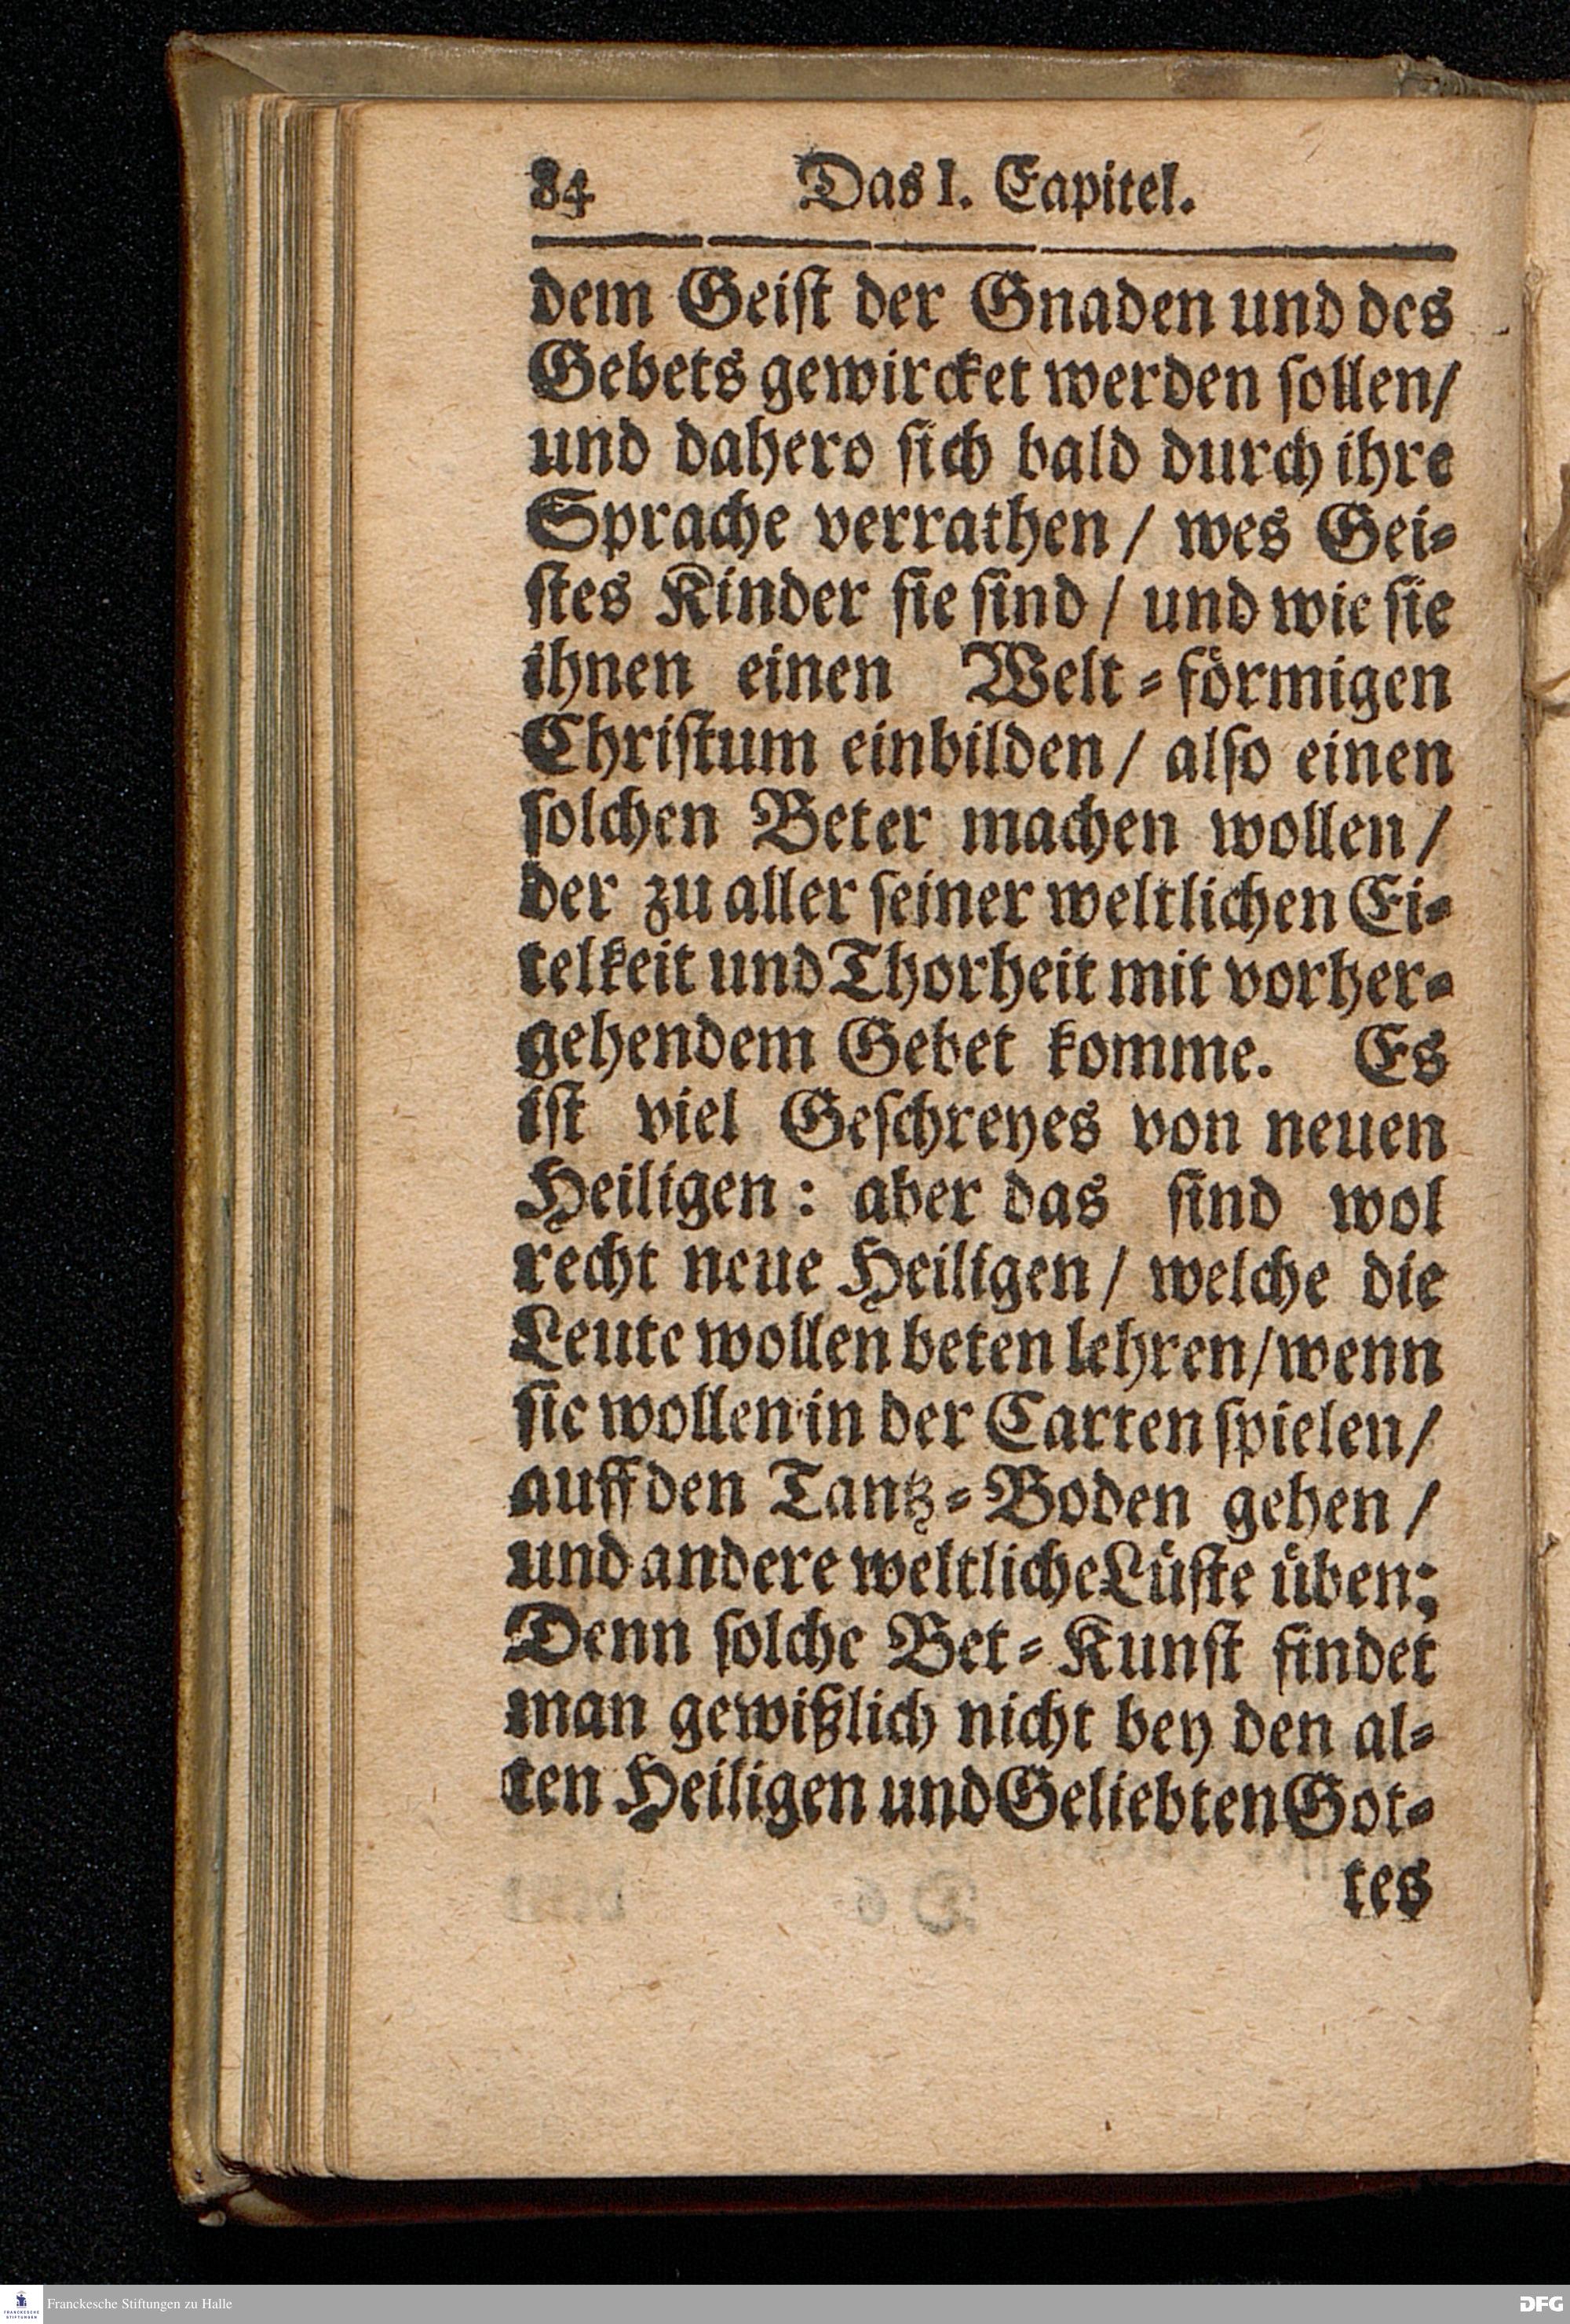 84 Das I. Capitel.
dem Geiſt der Gnaden und des
Gebets gewircket werden ſollen/
und dahero ſich bald durch ihre
Sprache verrathen / wes Gei-
ſtes Kinder ſie ſind / und wie ſie
ihnen einen Welt-förmigen
Chriſtum einbilden / alſo einen
ſolchen Beter machen wollen /
der zu aller ſeiner weltlichen Ei-
telkeit und Thorheit mit vorher-
gehendem Gebet komme. Es
iſt viel Geſchreyes von neuen
Heiligen: aber das ſind wol
recht neue Heiligen / welche die
Leute wollen beten lehren/wenn
ſie wollen in der Carten ſpielen/
auff den Tantz-Boden gehen /
und andere weltliche Lüſte üben;
Denn ſolche Bet-Kunſt findet
man gewißlich nicht bey den al-
ten Heiligen und Geliebten Got-
tes
FRANCKESCHE STIFTUNGEN
Franckesche Stiftungen zu Halle
DFG